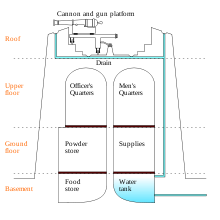 Cannon and gun platform
Roof
Drain
Upper
floor
Officer's
Quarters
Men's
Quarters
Ground
floor
Powder
store
Supplies
Basement
Food
store
Water
tank